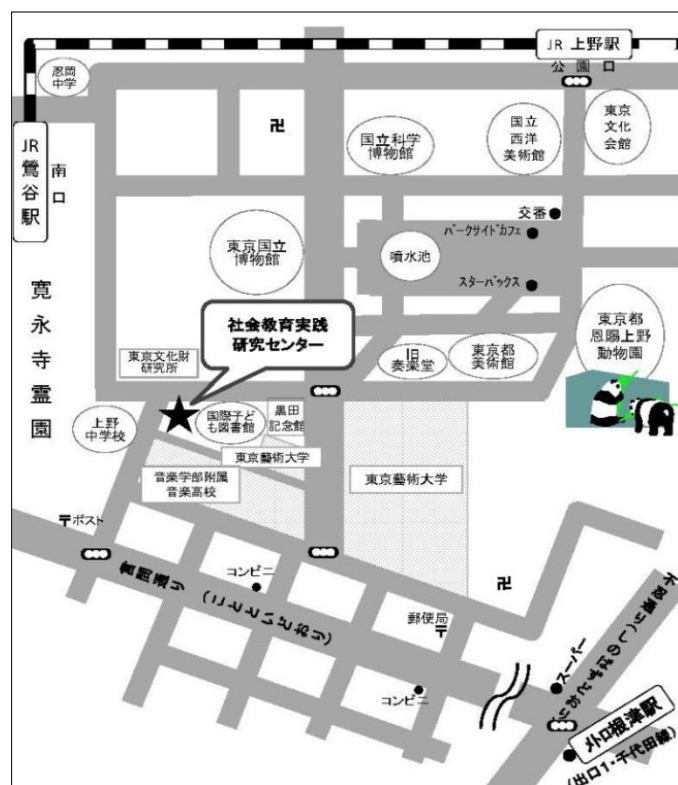 JR 上野駅
公園口
忍岡
中学
JR
鶯
谷
駅
南
口
卍
国立科学
博物館
国立
西洋
美術館
東京
文化
会館
交番
パークサイドカフェ
東京国立
博物館
噴水池
スターバックス
寛
永
寺
霊
園
社会教育実践
研究センター
東京都
恩賜上野
動物園
東京文化財
研究所
旧
奏楽堂
東京都
美術館
上野
中学校
国際子ど
も図書館
黒田
記念館
東京藝術大学
音楽学部附属
音楽高校
東京藝術大学
〒ポスト
言問通り (ことといどおり)
コンビニ
卍
郵便局
〒
不忍通り(しのばずどおり)
スーパー
コンビニ
メトロ根津駅
(出口1・千代田線)